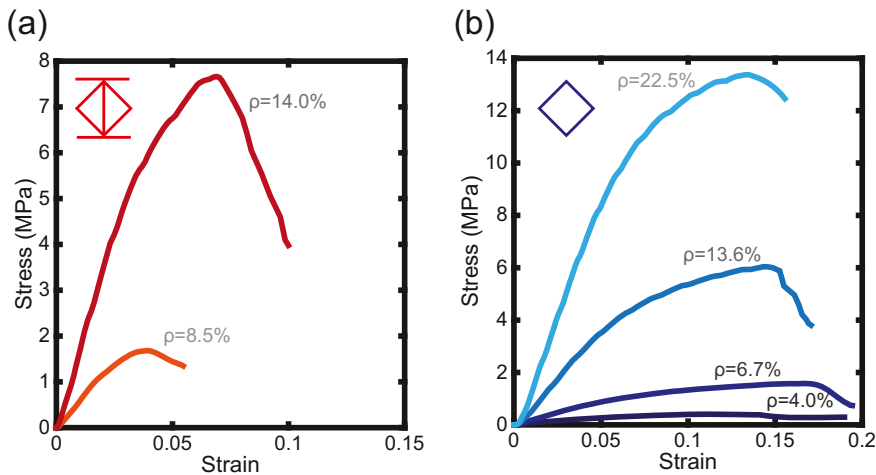 (a)
8
7
6
5
4
3
2
1
0
Stress (MPa)
ρ=14.0%
ρ=8.5%
0
0.05
0.1
0.15
Strain
(b)
14
12
10
8
6
4
2
0
Stress (MPa)
ρ=22.5%
ρ=13.6%
ρ=6.7%
ρ=4.0%
0
0.05
0.1
0.15
0.2
Strain